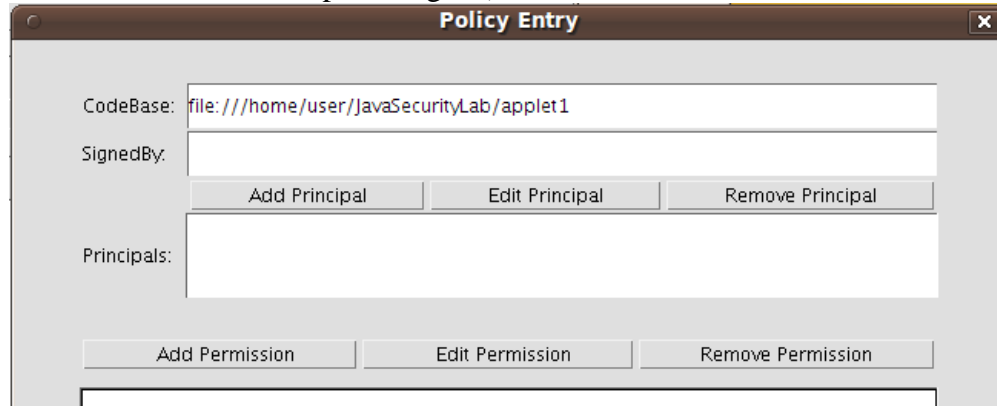 Policy Entry
CodeBase: file:///home/user/JavaSecurityLab/applet1
SignedBy:
Add Principal Edit Principal Remove Principal
Principals:
Add Permission Edit Permission Remove Permission